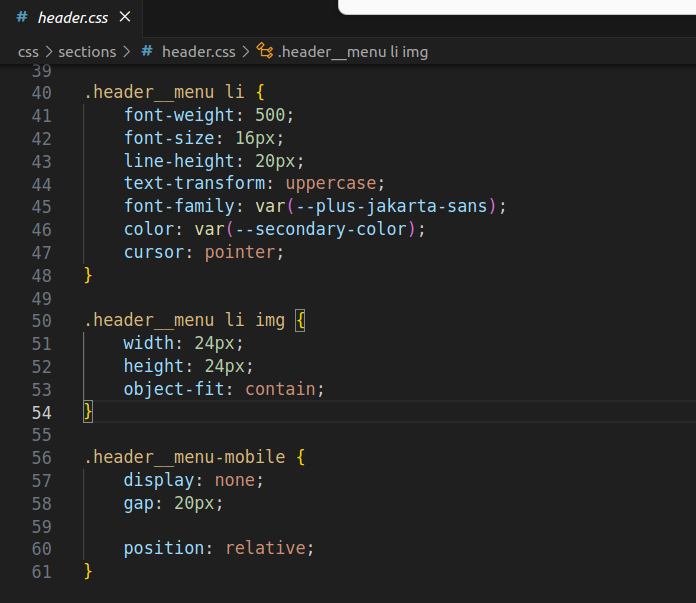 # header.css ×
css > sections > # header.css > .header__menu li img
39
40 .header__menu li {
41     font-weight: 500;
42     font-size: 16px;
43     line-height: 20px;
44     text-transform: uppercase;
45     font-family: var(--plus-jakarta-sans);
46     color: var(--secondary-color);
47     cursor: pointer;
48 }
49
50 .header__menu li img {
51     width: 24px;
52     height: 24px;
53     object-fit: contain;
54 }
55
56 .header__menu-mobile {
57     display: none;
58     gap: 20px;
59
60     position: relative;
61 }